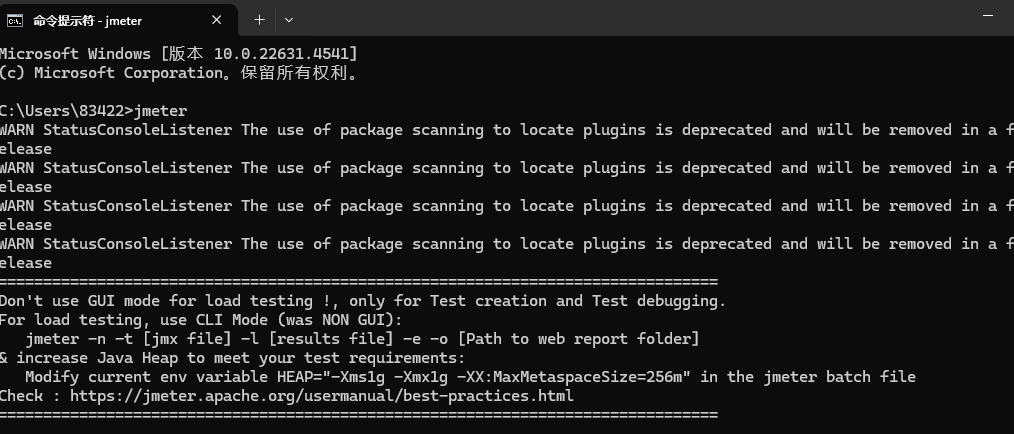 命令提示符 - jmeter
Microsoft Windows [版本 10.0.22631.4541]
(c) Microsoft Corporation。保留所有权利。
C:\Users\83422>jmeter
WARN StatusConsoleListener The use of package scanning to locate plugins is deprecated and will be removed in a f
elease
WARN StatusConsoleListener The use of package scanning to locate plugins is deprecated and will be removed in a f
elease
WARN StatusConsoleListener The use of package scanning to locate plugins is deprecated and will be removed in a f
elease
WARN StatusConsoleListener The use of package scanning to locate plugins is deprecated and will be removed in a f
elease
================================================================================
Don't use GUI mode for load testing !, only for Test creation and Test debugging.
For load testing, use CLI Mode (was NON GUI):
   jmeter -n -t [jmx file] -l [results file] -e -o [Path to web report folder]
& increase Java Heap to meet your test requirements:
   Modify current env variable HEAP="-Xms1g -Xmx1g -XX:MaxMetaspaceSize=256m" in the jmeter batch file
Check : https://jmeter.apache.org/usermanual/best-practices.html
================================================================================